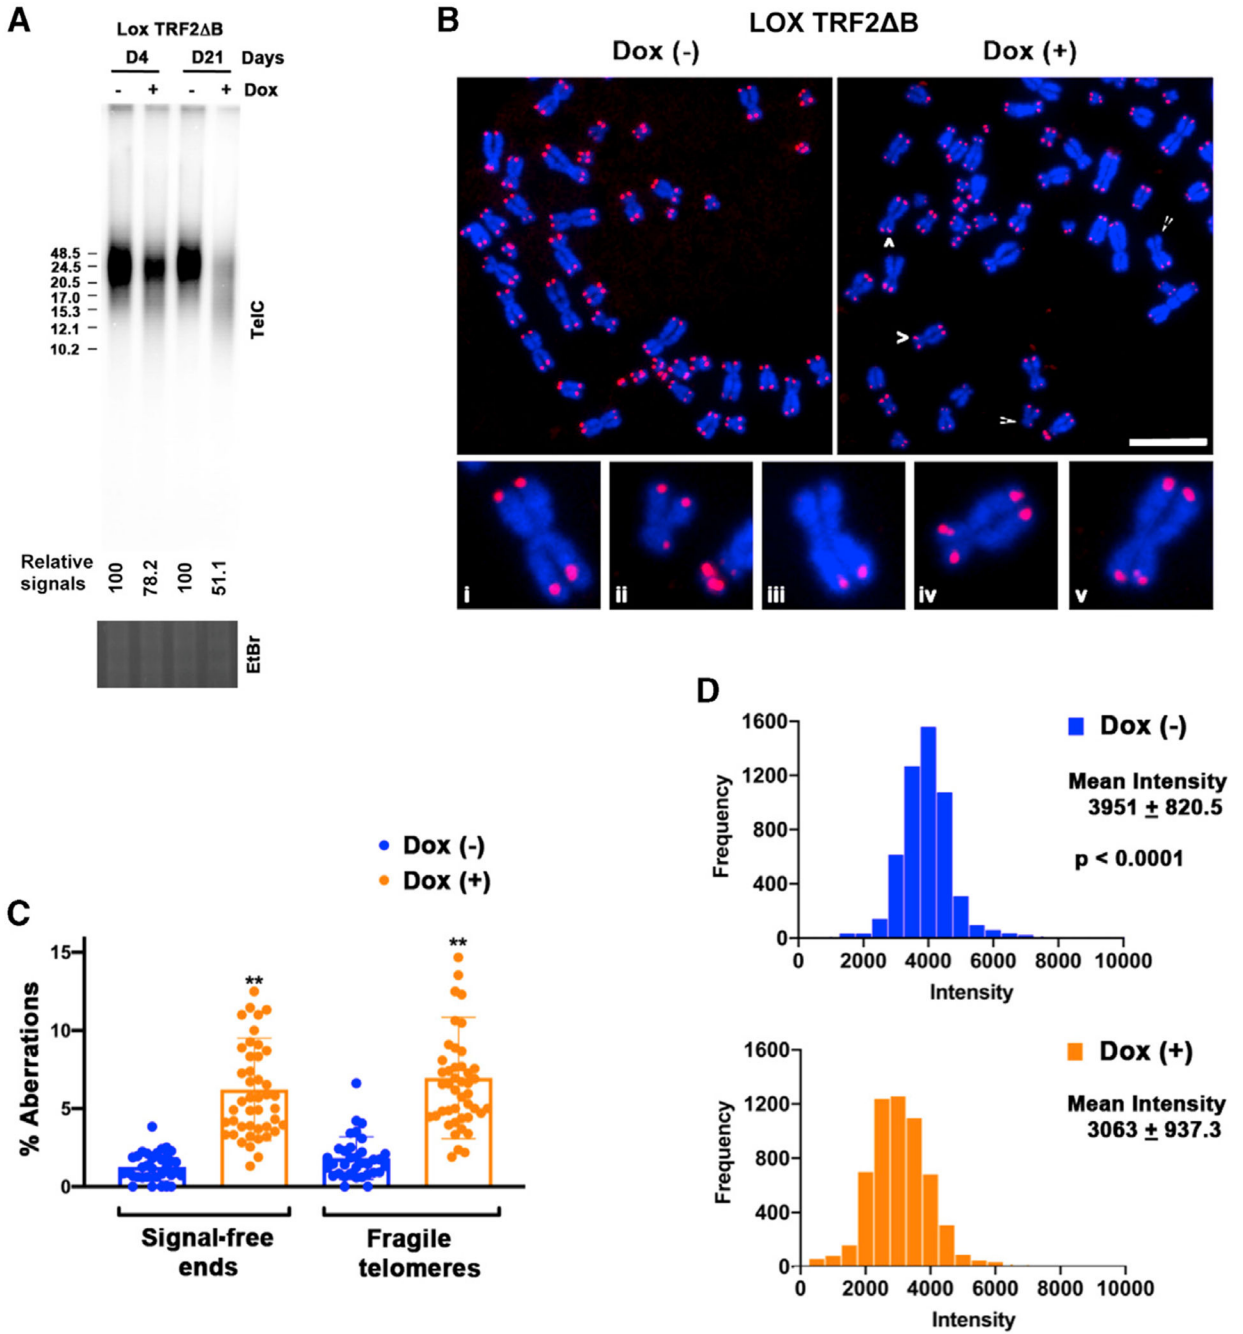 A
Lox TRF2ΔB
D4 D21 Days
- + - + Dox
48.5
24.5
20.5
17.0
15.3
12.1
10.2
TelC
Relative
signals
100 78.2 100 51.1
EtBr
B
LOX TRF2ΔB
Dox (-) Dox (+)
i ii iii iv v
C
Dox (-)
Dox (+)
% Aberrations
15
10
5
0
**
**
Signal-free
ends
Fragile
telomeres
D
Dox (-)
Mean Intensity
3951 ± 820.5
p < 0.0001
Frequency
1600
1200
800
400
0
0 2000 4000 6000 8000 10000
Intensity
Dox (+)
Mean Intensity
3063 ± 937.3
Frequency
1600
1200
800
400
0
0 2000 4000 6000 8000 10000
Intensity